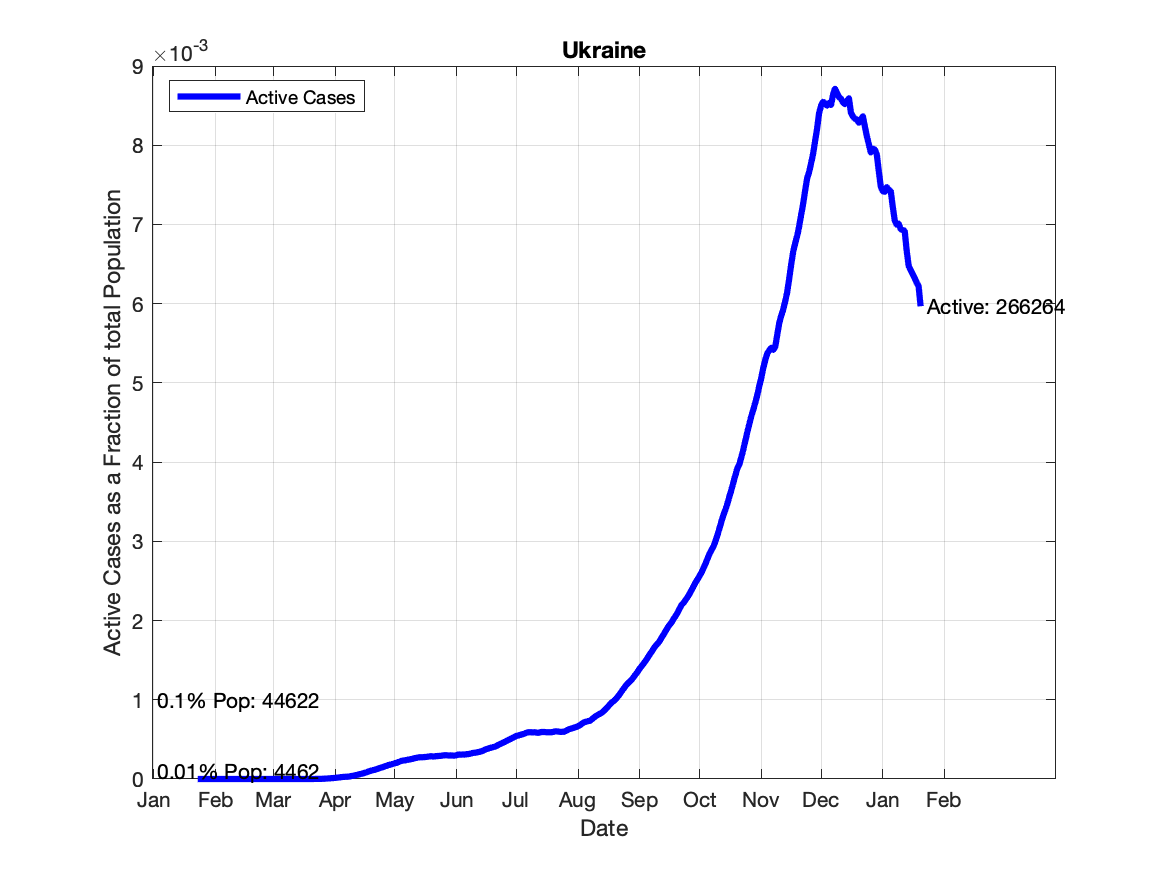 Ukraine
×10-3
Active Cases
9
8
7
6
5
4
3
2
1
0
Active Cases as a Fraction of total Population
Active: 266264
0.1% Pop: 44622
0.01% Pop: 4462
Jan Feb Mar Apr May Jun Jul Aug Sep Oct Nov Dec Jan Feb
Date